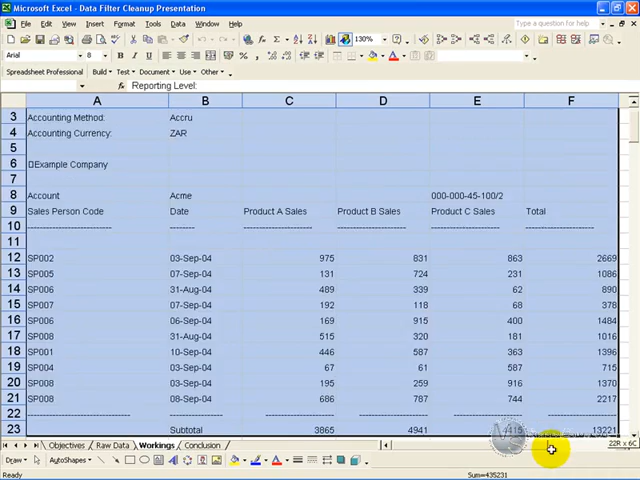 Microsoft Excel - Data Filter Cleanup Presentation
File Edit View Insert Format Tools Data Window Help
Type a question for help
130%
Arial 8 B I U
Spreadsheet Professional Build Test Document Use Other
fx Reporting Level:
A B C D E F
3 Accounting Method: Accru
4 Accounting Currency: ZAR
5
6 Example Company
7
8 Account Acme 000-000-45-100/2
9 Sales Person Code Date Product A Sales Product B Sales Product C Sales Total
10 ---------------------------------- -------- ----------------------- --------------------- --------------------- ---------------------
11
12 SP002 03-Sep-04 975 831 863 2669
13 SP005 07-Sep-04 131 724 231 1086
14 SP006 31-Aug-04 489 339 62 890
15 SP007 07-Sep-04 192 118 68 378
16 SP006 06-Sep-04 169 915 400 1484
17 SP008 31-Aug-04 515 320 181 1016
18 SP001 10-Sep-04 446 587 363 1396
19 SP004 03-Sep-04 67 61 587 715
20 SP008 03-Sep-04 195 259 916 1370
21 SP008 08-Sep-04 686 787 744 2217
22 ---------------------------------- -------- ----------------------- --------------------- --------------------- ---------------------
23 Subtotal 3865 4941 4415 13221
Objectives Raw Data Workings Conclusion
22R x 6C
Draw AutoShapes
Ready Sum=435231